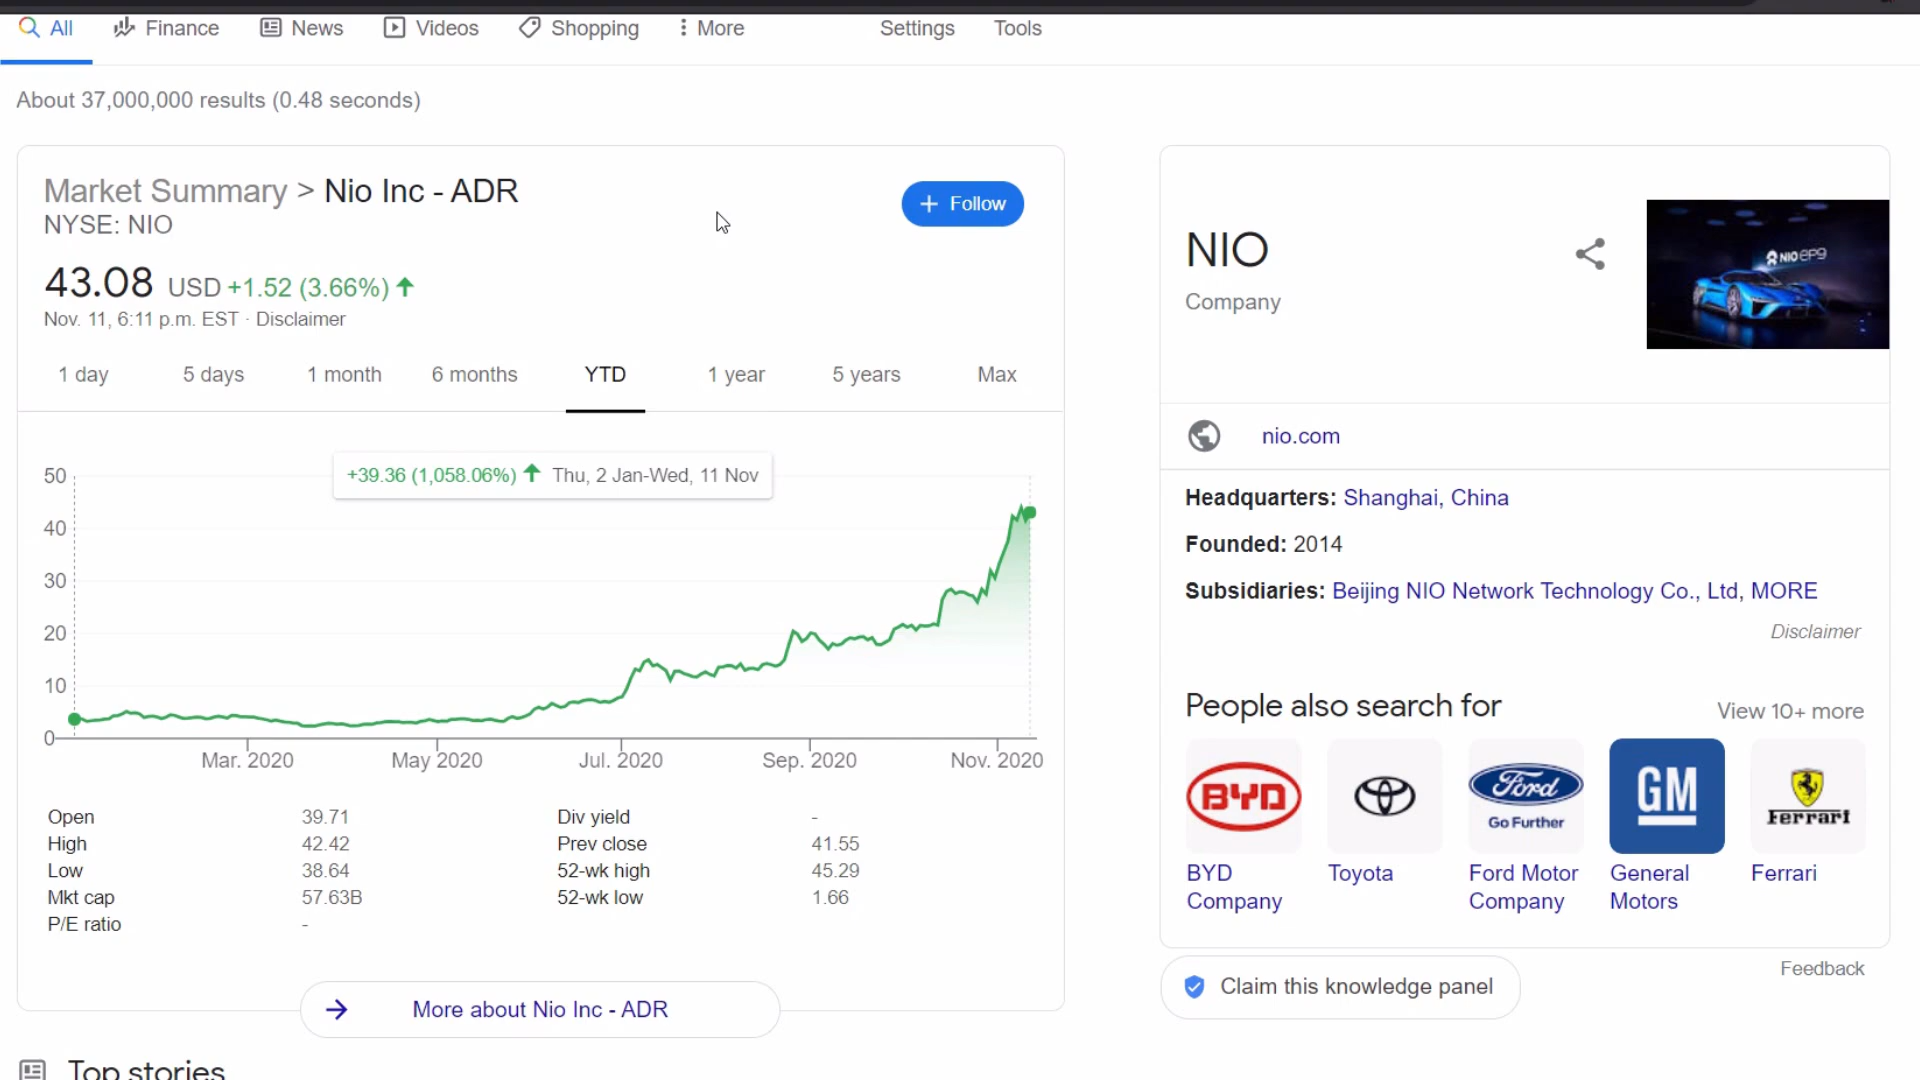 All Finance News Videos Shopping More Settings Tools
About 37,000,000 results (0.48 seconds)
Market Summary > Nio Inc - ADR
NYSE: NIO
+ Follow
43.08 USD +1.52 (3.66%)
Nov. 11, 6:11 p.m. EST · Disclaimer
1 day 5 days 1 month 6 months YTD 1 year 5 years Max
+39.36 (1,058.06%) Thu, 2 Jan-Wed, 11 Nov
50
40
30
20
10
0
Mar. 2020 May 2020 Jul. 2020 Sep. 2020 Nov. 2020
Open 39.71 Div yield -
High 42.42 Prev close 41.55
Low 38.64 52-wk high 45.29
Mkt cap 57.63B 52-wk low 1.66
P/E ratio -
More about Nio Inc - ADR
Top stories
NIO
Company
NIO ep9
nio.com
Headquarters: Shanghai, China
Founded: 2014
Subsidiaries: Beijing NIO Network Technology Co., Ltd, MORE
Disclaimer
People also search for
View 10+ more
BYD
Ford
Go Further
GM
Ferrari
BYD Toyota Ford Motor General Ferrari
Company Company Motors
Feedback
Claim this knowledge panel